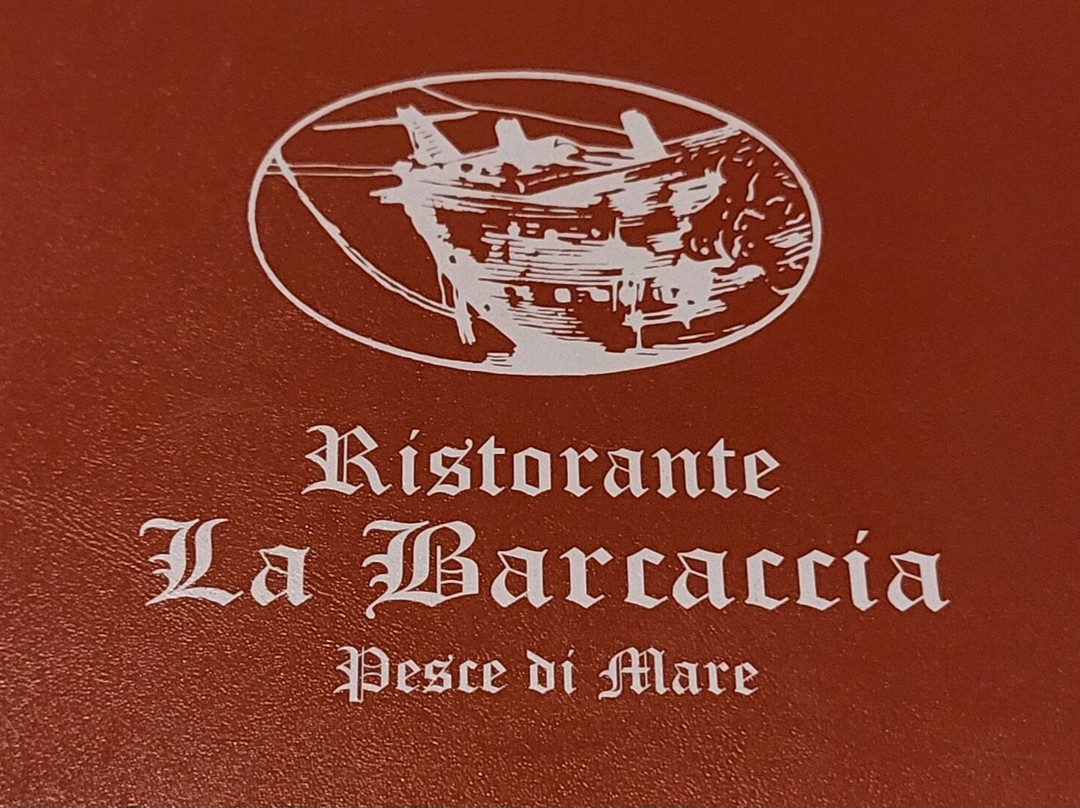 Ristorante
La Barcaccia
Pesce di Mare